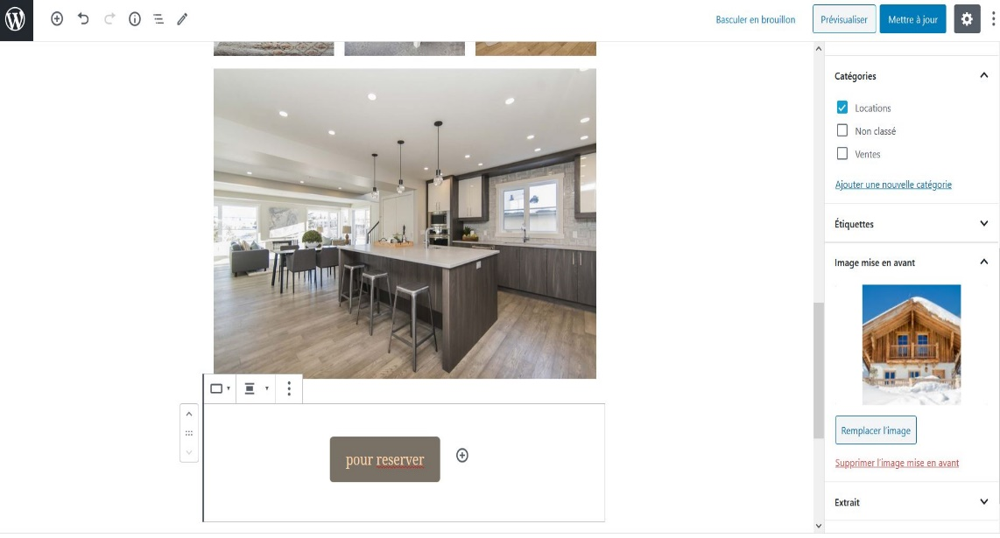 Basculer en brouillon
Prévisualiser
Mettre à jour
Catégories
Locations
Non classé
Ventes
Ajouter une nouvelle catégorie
Étiquettes
Image mise en avant
Remplacer l'image
Supprimer l'image mise en avant
Extrait
pour reserver